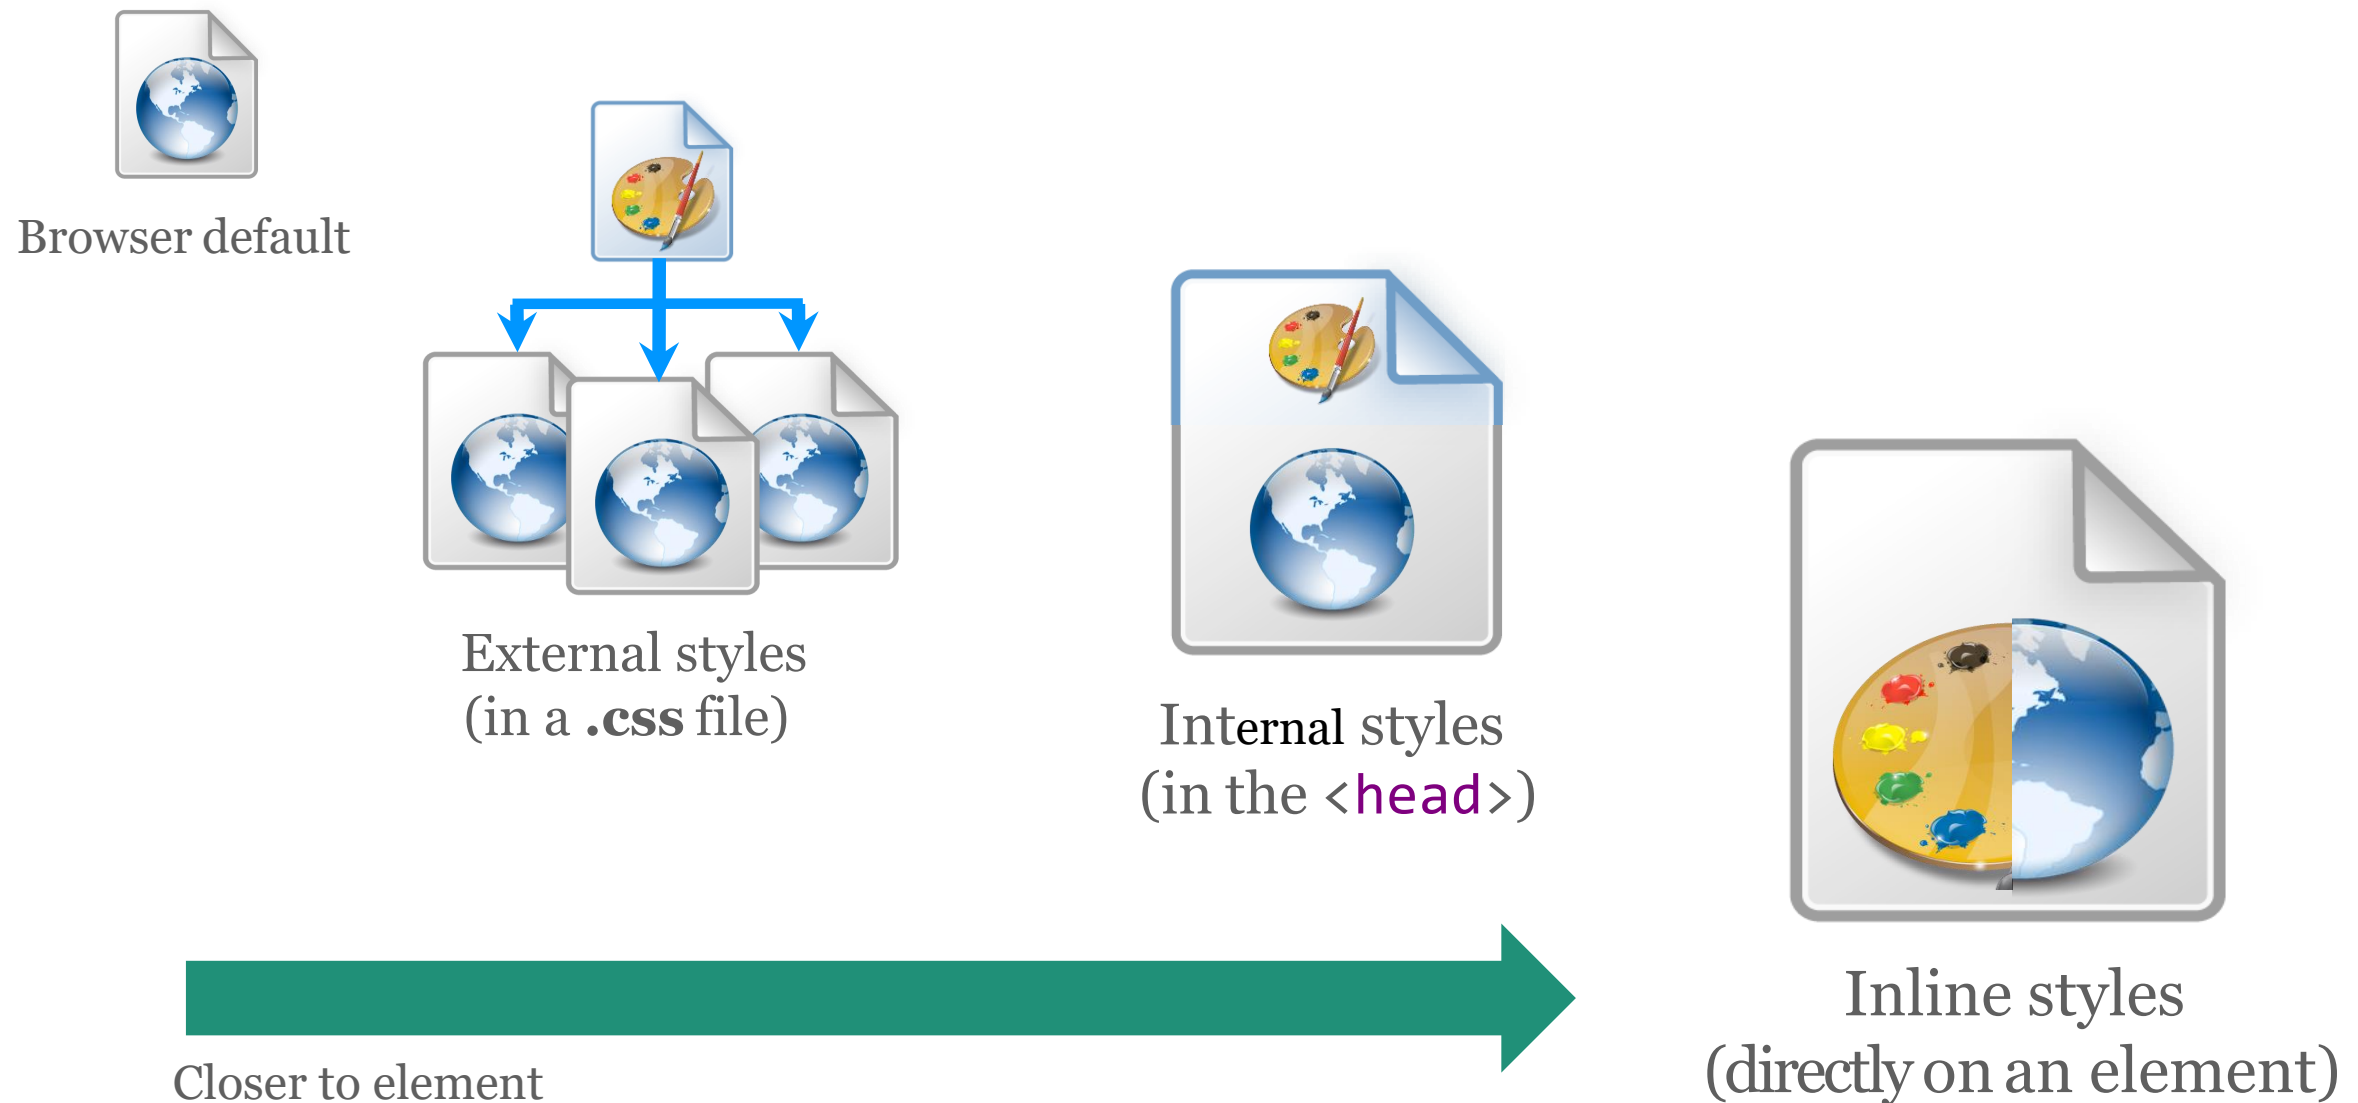 Browser default
External styles
(in a .css file)
Internal styles
(in the <head>)
Inline styles
(directly on an element)
Closer to element